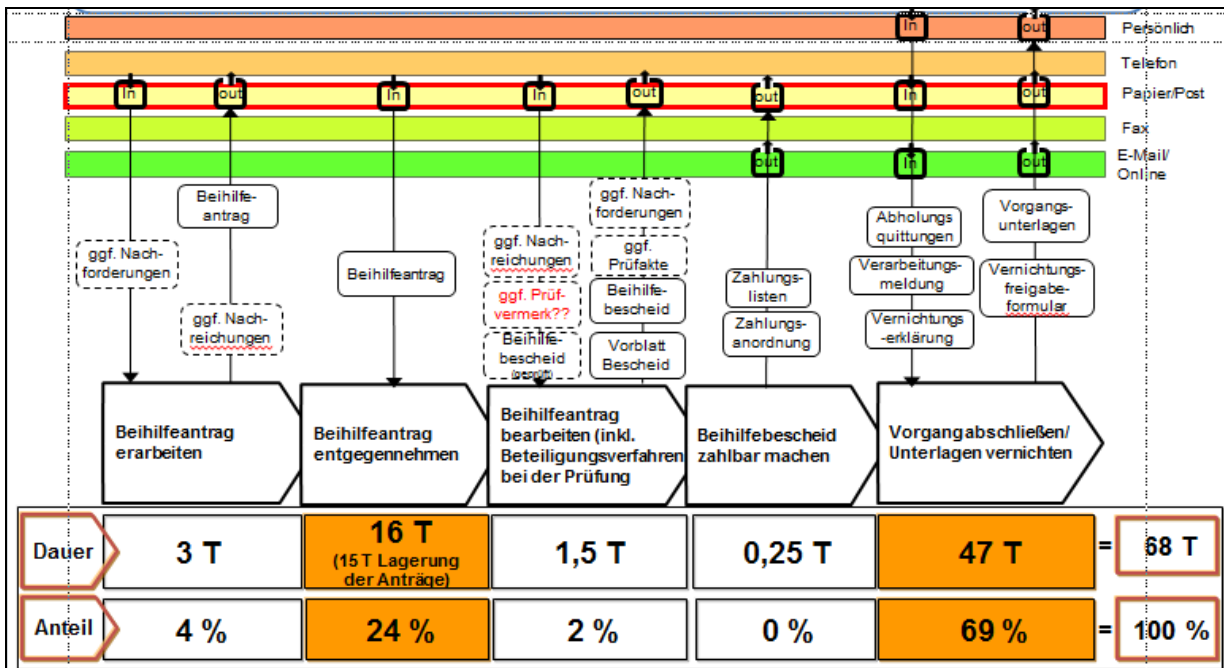 In
out
Persönlich
Telefon
In
out
In
In
out
out
In
out
Papier/Post
Fax
out
In
out
E-Mail/
Online
ggf. Nach-
forderungen
Beihilfe-
antrag
ggf. Nach-
reichungen
Beihilfeantrag
ggf. Nach-
reichungen
ggf. Prüf-
vermerk??
Beihilfe-
bescheid
(geprüft)
ggf. Nach-
forderungen
ggf.
Prüfakte
Beihilfe-
bescheid
Vorblatt
Bescheid
Zahlungs-
listen
Zahlungs-
anordnung
Abholungs
quittungen
Verarbeitungs-
meldung
Vernichtungs
-erklärung
Vorgangs-
unterlagen
Vernichtungs-
freigabe-
formular
Beihilfeantrag
erarbeiten
Beihilfeantrag
entgegennehmen
Beihilfeantrag
bearbeiten (inkl.
Beteiligungsverfahren
bei der Prüfung
Beihilfebescheid
zahlbar machen
Vorgang abschließen/
Unterlagen vernichten
Dauer
3 T
16 T
(15 T Lagerung
der Anträge)
1,5 T
0,25 T
47 T
=
68 T
Anteil
4 %
24 %
2 %
0 %
69 %
=
100 %